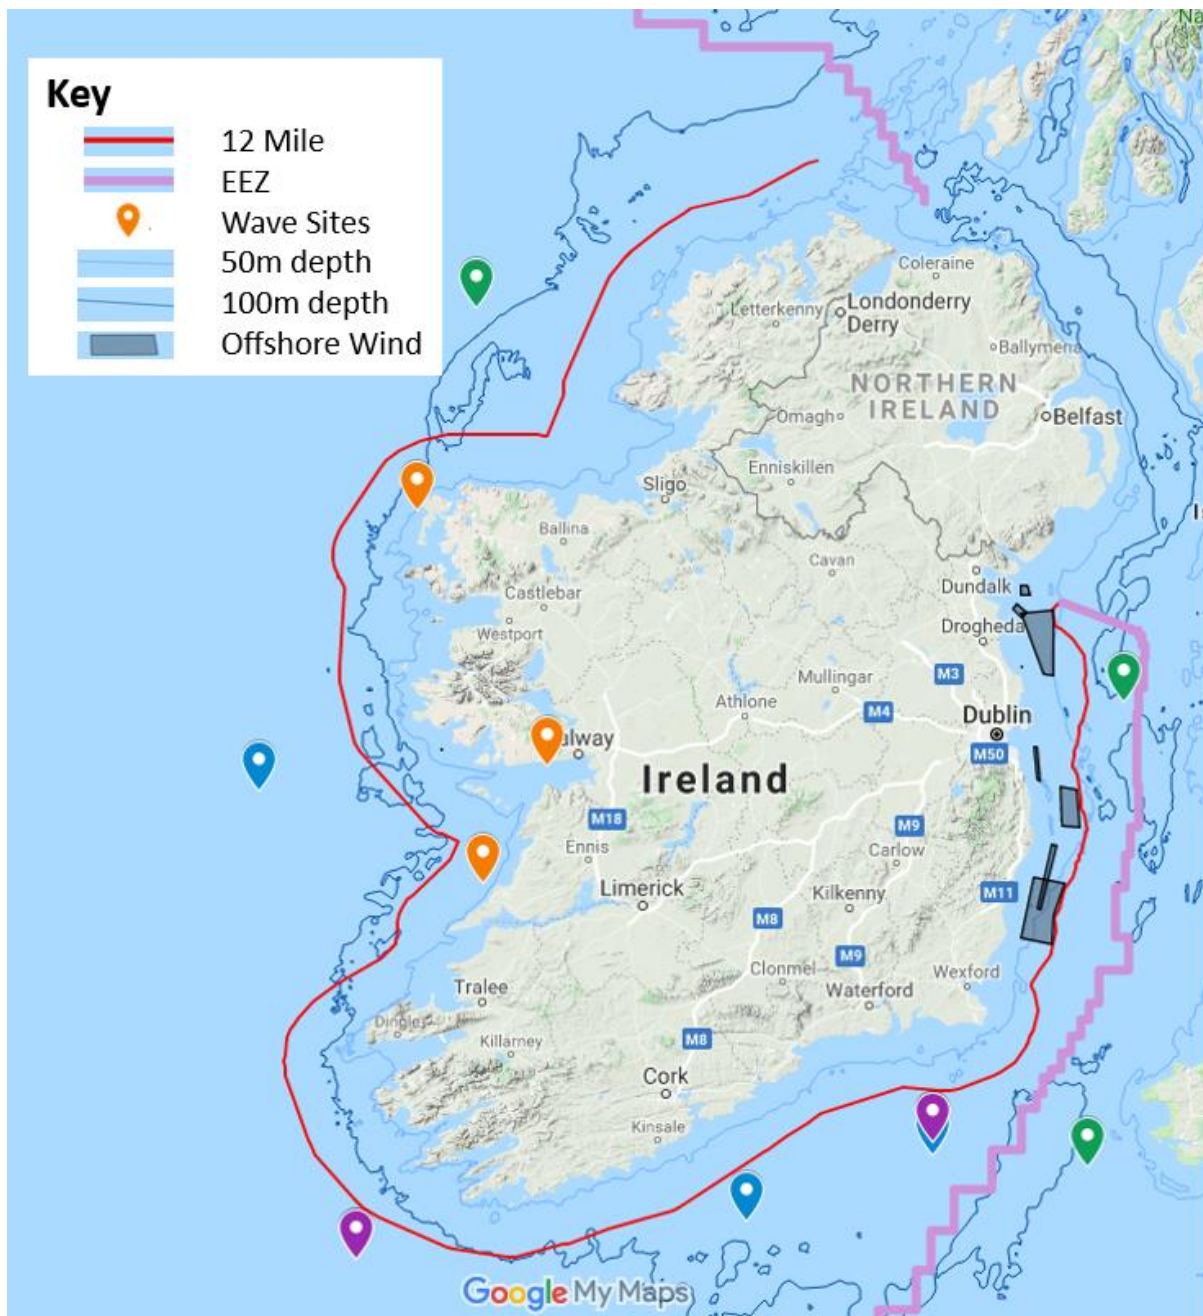 Key
12 Mile
EEZ
Wave Sites
50m depth
100m depth
Offshore Wind
Coleraine
Letterkenny
Londonderry
Derry
Ballymena
NORTHERN
IRELAND
Omagh
Belfast
Enniskillen
Sligo
Ballina
Cavan
Dundalk
Castlebar
Westport
Drogheda
M3
Mullingar
Athlone
M4
Dublin
alway
M50
Ireland
M18
M9
Ennis
Carlow
Limerick
Kilkenny
M11
M8
M9
Clonmel
Wexford
Tralee
Waterford
Dingle
Killarney
M8
Cork
Kinsale
Google My Maps